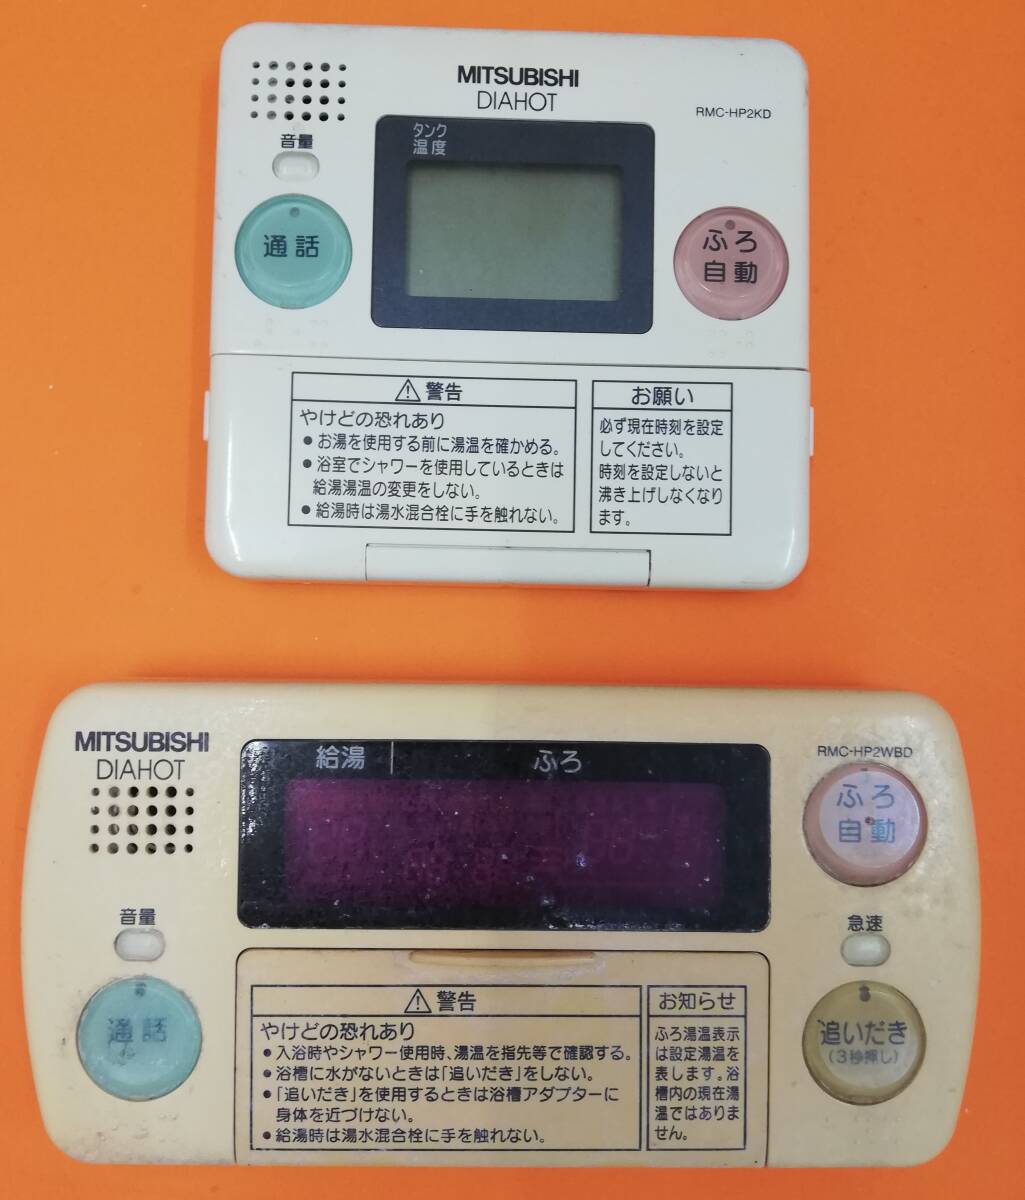 MITSUBISHI
DIAHOT
RMC-HP2KD
音量
タンク
温度
通話
ふろ
自動
⚠警告
やけどの恐れあり
●お湯を使用する前に湯温を確かめる。
●浴室でシャワーを使用しているときは
給湯湯温の変更をしない。
●給湯時は湯水混合栓に手を触れない。
お願い
必ず現在時刻を設定
してください。
時刻を設定しないと
沸き上げしなくなり
ます。
MITSUBISHI
DIAHOT
給湯
ふろ
RMC-HP2WBD
ふろ
自動
音量
急速
通話
追いだき
(3秒押し)
⚠警告
やけどの恐れあり
●入浴時やシャワー使用時、湯温を指先等で確認する。
●浴槽に水がないときは「追いだき」をしない。
●「追いだき」を使用するときは浴槽アダプターに
身体を近づけない。
●給湯時は湯水混合栓に手を触れない。
お知らせ
ふろ湯温表示
は設定湯温を
表します。浴
槽内の現在湯
温ではありま
せん。